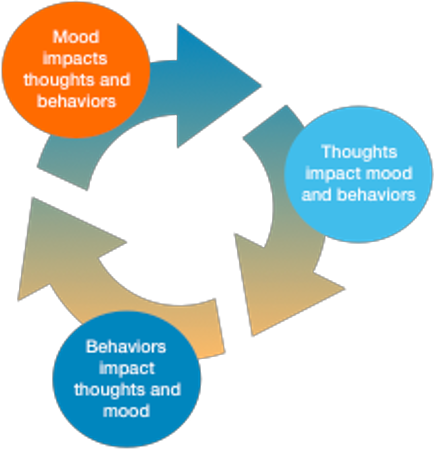 Mood
impacts
thoughts and
behaviors
Thoughts
impact mood
and behaviors
Behaviors
impact
thoughts and
mood